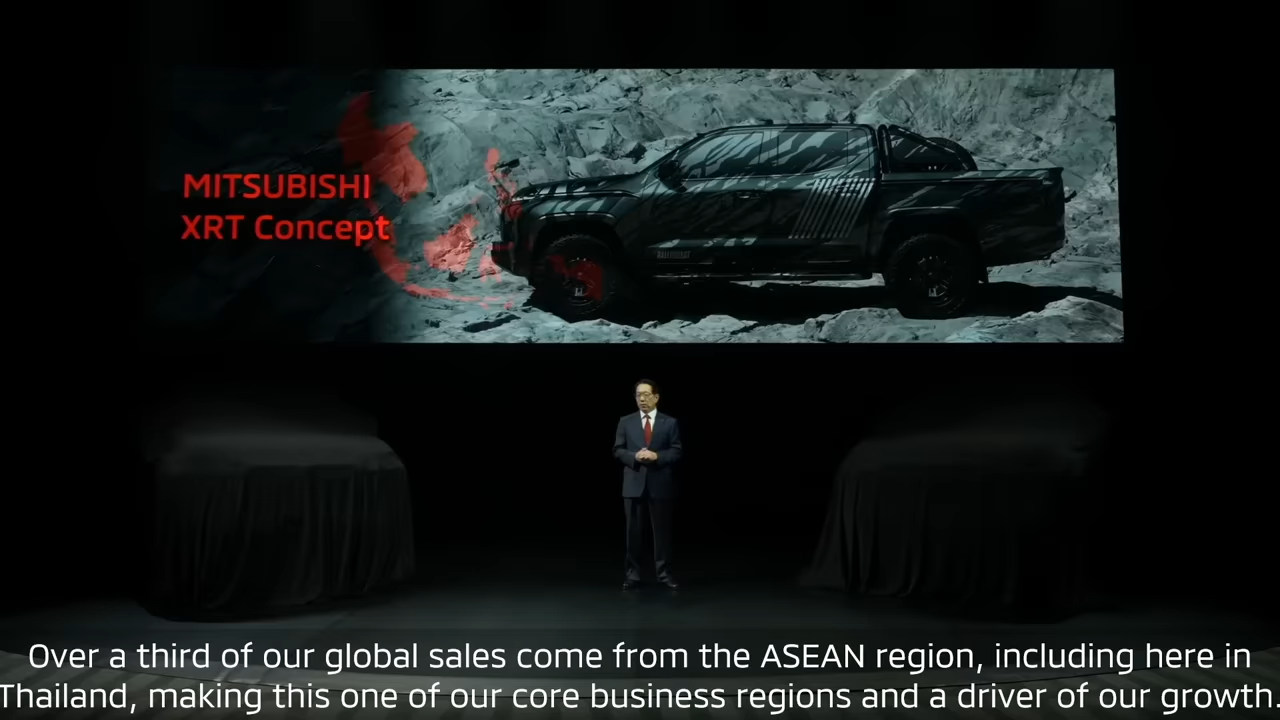 MITSUBISHI
XRT Concept
RALLIART
Over a third of our global sales come from the ASEAN region, including here in
Thailand, making this one of our core business regions and a driver of our growth.